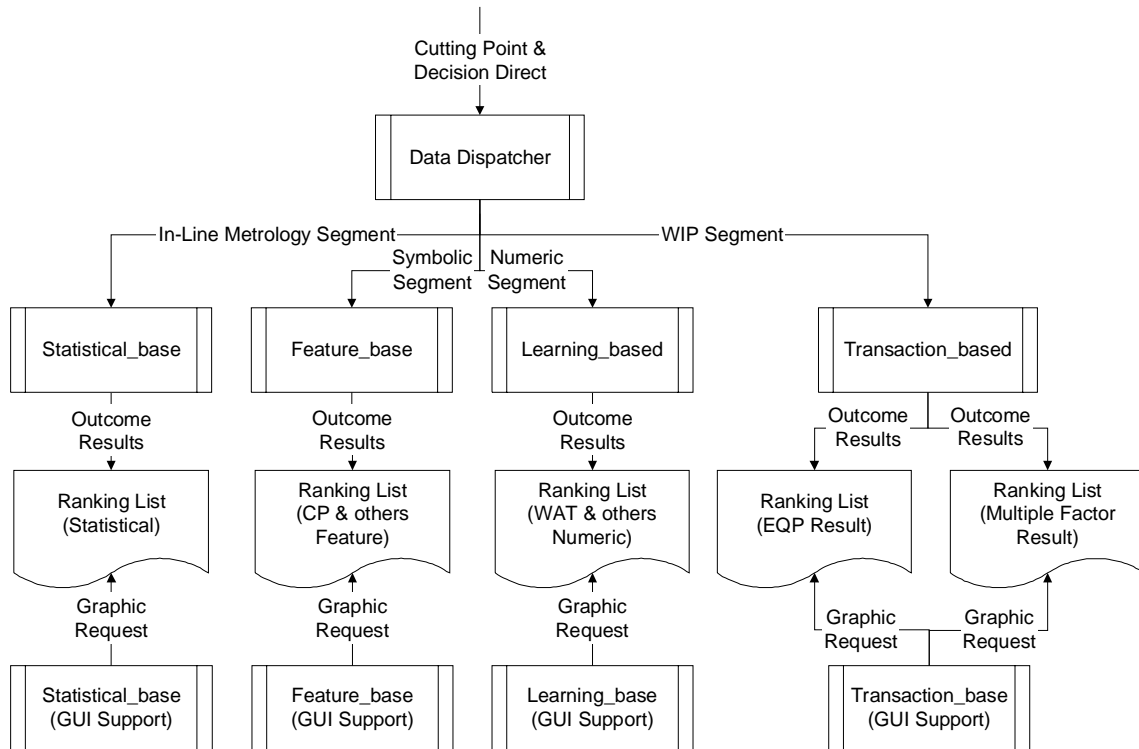 Cutting Point &
Decision Direct
Data Dispatcher
In-Line Metrology Segment
WIP Segment
Symbolic
Segment
Numeric
Segment
Statistical_base
Feature_base
Learning_based
Transaction_based
Outcome
Results
Outcome
Results
Outcome
Results
Outcome
Results
Outcome
Results
Ranking List
(Statistical)
Ranking List
(CP & others
Feature)
Ranking List
(WAT & others
Numeric)
Ranking List
(EQP Result)
Ranking List
(Multiple Factor
Result)
Graphic
Request
Graphic
Request
Graphic
Request
Graphic
Request
Graphic
Request
Statistical_base
(GUI Support)
Feature_base
(GUI Support)
Learning_base
(GUI Support)
Transaction_base
(GUI Support)